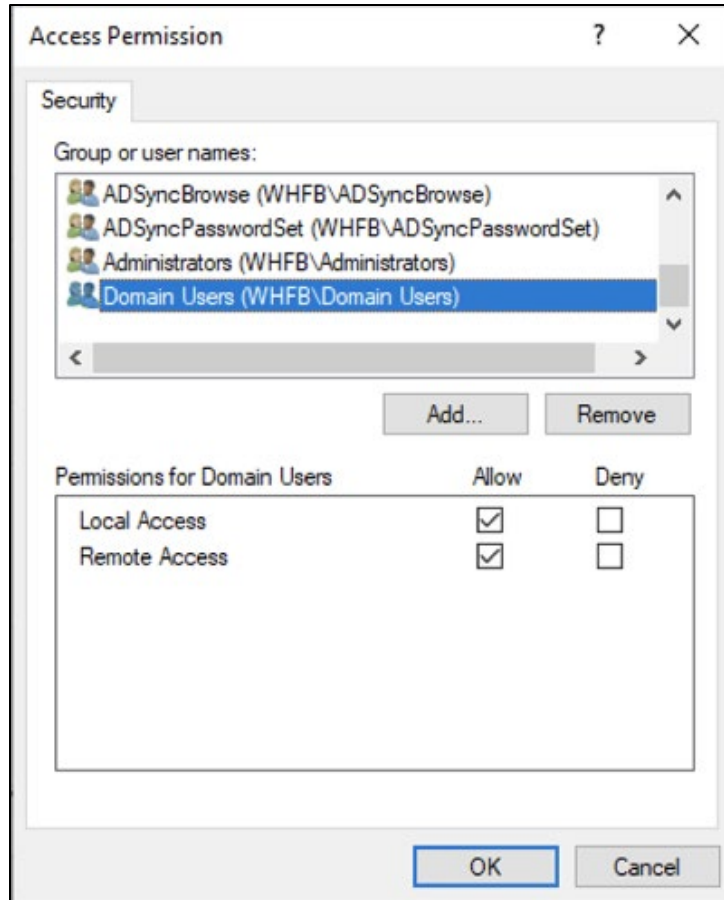 Access Permission ?
Security
Group or user names:
ADSyncBrowse (WHFB\ADSyncBrowse)
ADSyncPasswordSet (WHFB\ADSyncPasswordSet)
Administrators (WHFB\Administrators)
Domain Users (WHFB\Domain Users)
Add... Remove
Permissions for Domain Users Allow Deny
Local Access
Remote Access
OK Cancel